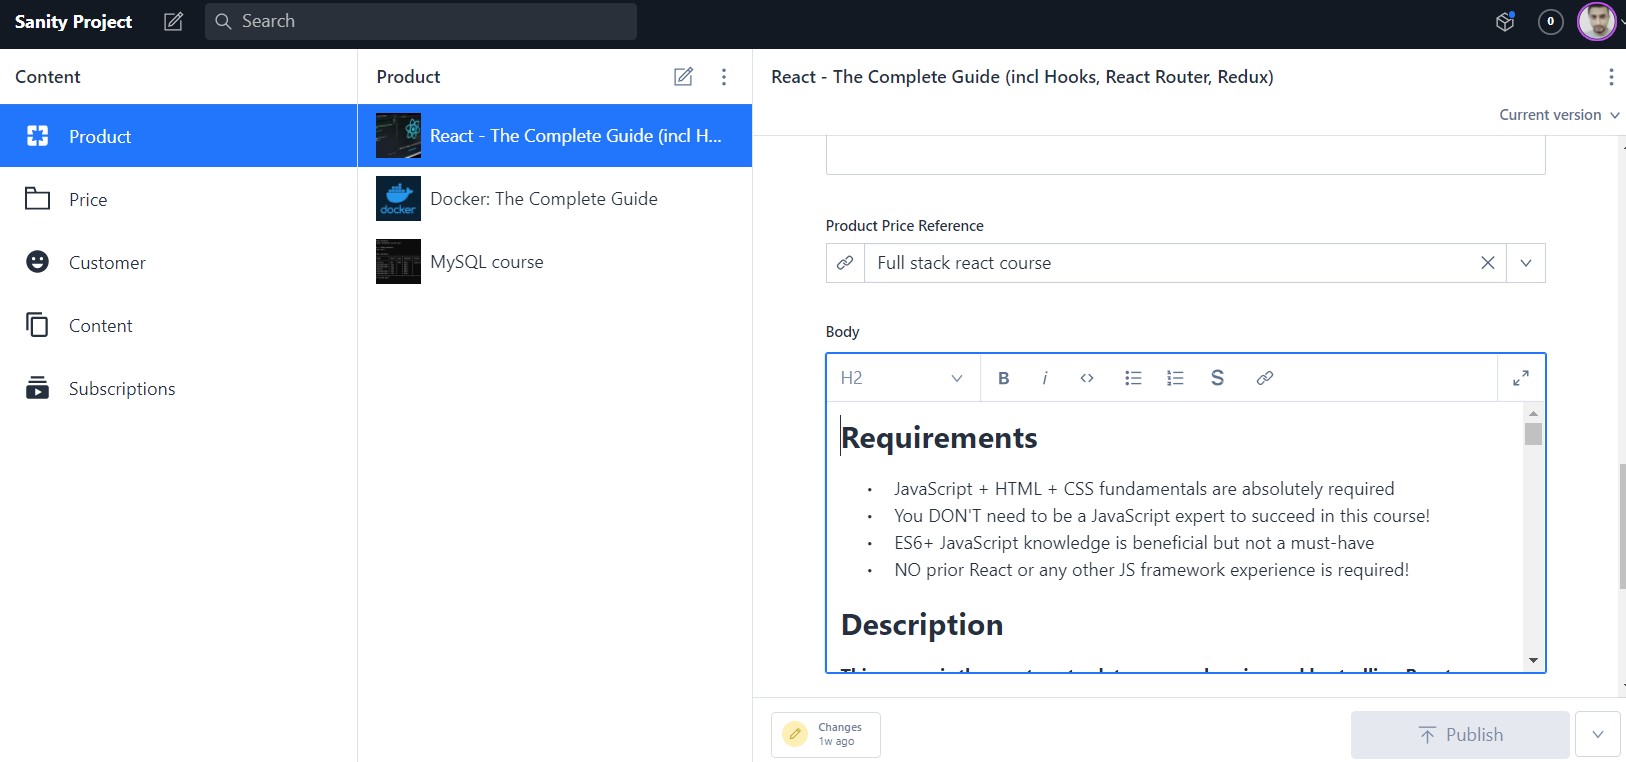 Sanity Project
Search
0
Content
Product
Price
Customer
Content
Subscriptions
Product
React - The Complete Guide (incl H...
docker
Docker: The Complete Guide
MySQL course
React - The Complete Guide (incl Hooks, React Router, Redux)
Current version
Product Price Reference
Full stack react course
Body
H2
B i <> S
Requirements
• JavaScript + HTML + CSS fundamentals are absolutely required
• You DON'T need to be a JavaScript expert to succeed in this course!
• ES6+ JavaScript knowledge is beneficial but not a must-have
• NO prior React or any other JS framework experience is required!
Description
Changes
1w ago
Publish